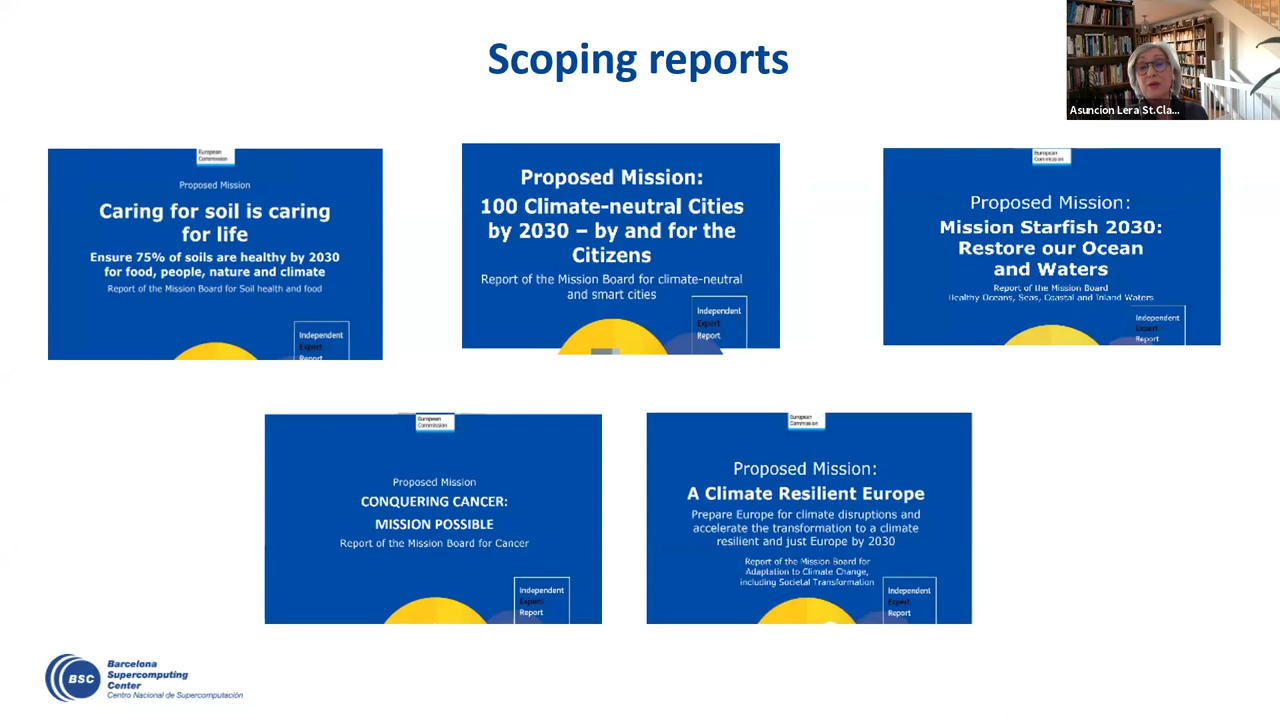 Scoping reports
Asuncion Lera St.Cla...
European
Commission
Proposed Mission
Caring for soil is caring
for life
Ensure 75% of soils are healthy by 2030
for food, people, nature and climate
Report of the Mission Board for Soil health and food
Independent
Expert
Report
Proposed Mission:
100 Climate-neutral Cities
by 2030 – by and for the
Citizens
Report of the Mission Board for climate-neutral
and smart cities
Independent
Expert
Report
European
Commission
Proposed Mission:
Mission Starfish 2030:
Restore our Ocean
and Waters
Report of the Mission Board
Healthy Oceans, Seas, Coastal and Inland Waters
Independent
Expert
Report
European
Commission
Proposed Mission
CONQUERING CANCER:
MISSION POSSIBLE
Report of the Mission Board for Cancer
Independent
Expert
Report
European
Commission
Proposed Mission:
A Climate Resilient Europe
Prepare Europe for climate disruptions and
accelerate the transformation to a climate
resilient and just Europe by 2030
Report of the Mission Board for
Adaptation to Climate Change,
including Societal Transformation
Independent
Expert
Report
BSC
Barcelona
Supercomputing
Center
Centro Nacional de Supercomputación